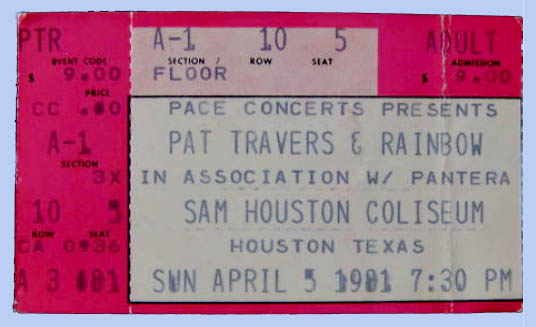 PTR
EVENT CODE
$ 9.00
PRICE
CC
A-1
SECTION
3X
10 5
ROW SEAT
CA 0936
A 3
A-1 10 5 ADULT
SECTION / ROW SEAT ADMISSION
FLOOR $ 9.00
PACE CONCERTS PRESENTS
PAT TRAVERS & RAINBOW
IN ASSOCIATION W/ PANTERA
SAM HOUSTON COLISEUM
HOUSTON TEXAS
SUN APRIL 5 1981 7:30 PM